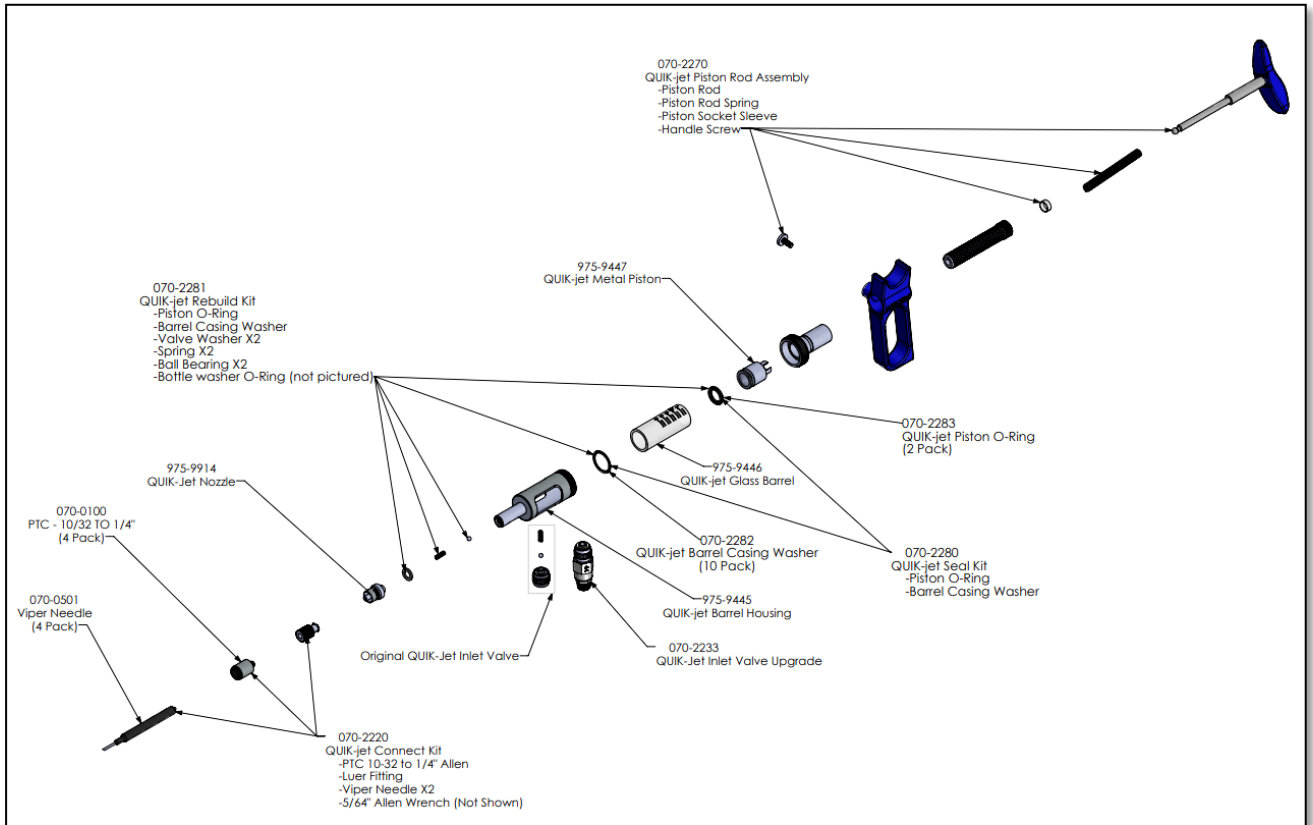 070-2270
QUIK-jet Piston Rod Assembly
-Piston Rod
-Piston Rod Spring
-Piston Socket Sleeve
-Handle Screw
975-9447
QUIK-jet Metal Piston
070-2281
QUIK-jet Rebuild Kit
-Piston O-Ring
-Barrel Casing Washer
-Valve Washer X2
-Spring X2
-Ball Bearing X2
-Bottle washer O-Ring (not pictured)
070-2283
QUIK-jet Piston O-Ring
(2 Pack)
975-9446
QUIK-jet Glass Barrel
975-9914
QUIK-Jet Nozzle
070-0100
PTC - 10/32 TO 1/4"
(4 Pack)
070-2282
QUIK-jet Barrel Casing Washer
(10 Pack)
070-2280
QUIK-jet Seal Kit
-Piston O-Ring
-Barrel Casing Washer
070-0501
Viper Needle
(4 Pack)
975-9445
QUIK-jet Barrel Housing
Original QUIK-Jet Inlet Valve
070-2233
QUIK-Jet Inlet Valve Upgrade
070-2220
QUIK-jet Connect Kit
-PTC 10-32 to 1/4" Allen
-Luer Fitting
-Viper Needle X2
-5/64" Allen Wrench (Not Shown)